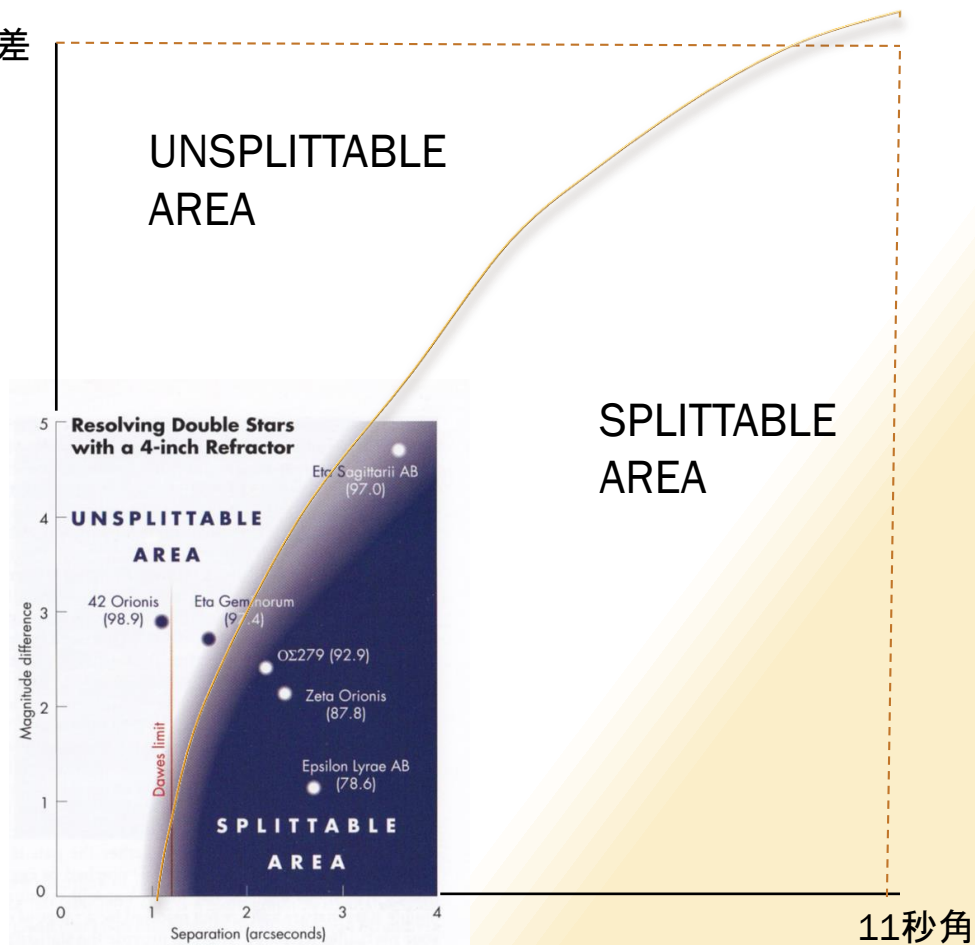 差
UNSPLITTABLE
AREA
SPLITTABLE
AREA
Resolving Double Stars
with a 4-inch Refractor
Eta Sagittarii AB
(97.0)
UNSPLITTABLE
AREA
42 Orionis
(98.9)
Eta Geminorum
(97.4)
ΟΣ279 (92.9)
Zeta Orionis
(87.8)
Epsilon Lyrae AB
(78.6)
SPLITTABLE
AREA
Dawes limit
Magnitude difference
5
4
3
2
1
0
0 1 2 3 4
Separation (arcseconds)
11秒角